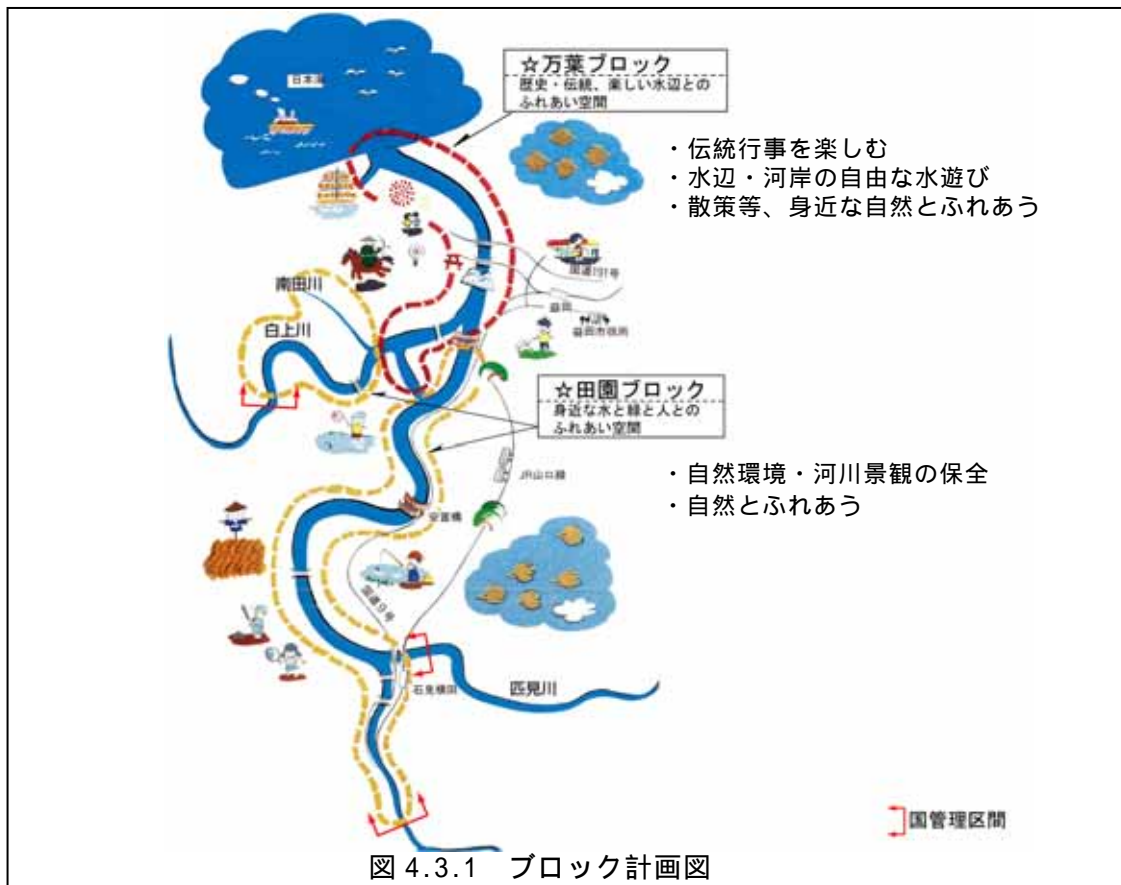 日本海
☆万葉ブロック
歴史・伝統、楽しい水辺との
ふれあい空間
・伝統行事を楽しむ
・水辺・河岸の自由な水遊び
・散策等、身近な自然とふれあう
国道191号
益田
益田市役所
南田川
白上川
☆田園ブロック
身近な水と緑と人との
ふれあい空間
・自然環境・河川景観の保全
・自然とふれあう
JR山口線
安富橋
国道9号
石見横田
匹見川
国管理区間
図 4.3.1 ブロック計画図